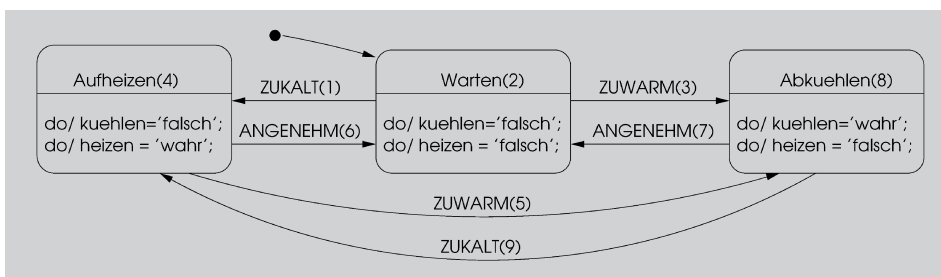 Aufheizen(4)
do/ kuehlen='falsch';
do/ heizen = 'wahr';
ZUKALT(1)
ANGENEHM(6)
Warten(2)
do/ kuehlen='falsch';
do/ heizen = 'falsch';
ZUWARM(3)
ANGENEHM(7)
Abkuehlen(8)
do/ kuehlen='wahr';
do/ heizen = 'falsch';
ZUWARM(5)
ZUKALT(9)